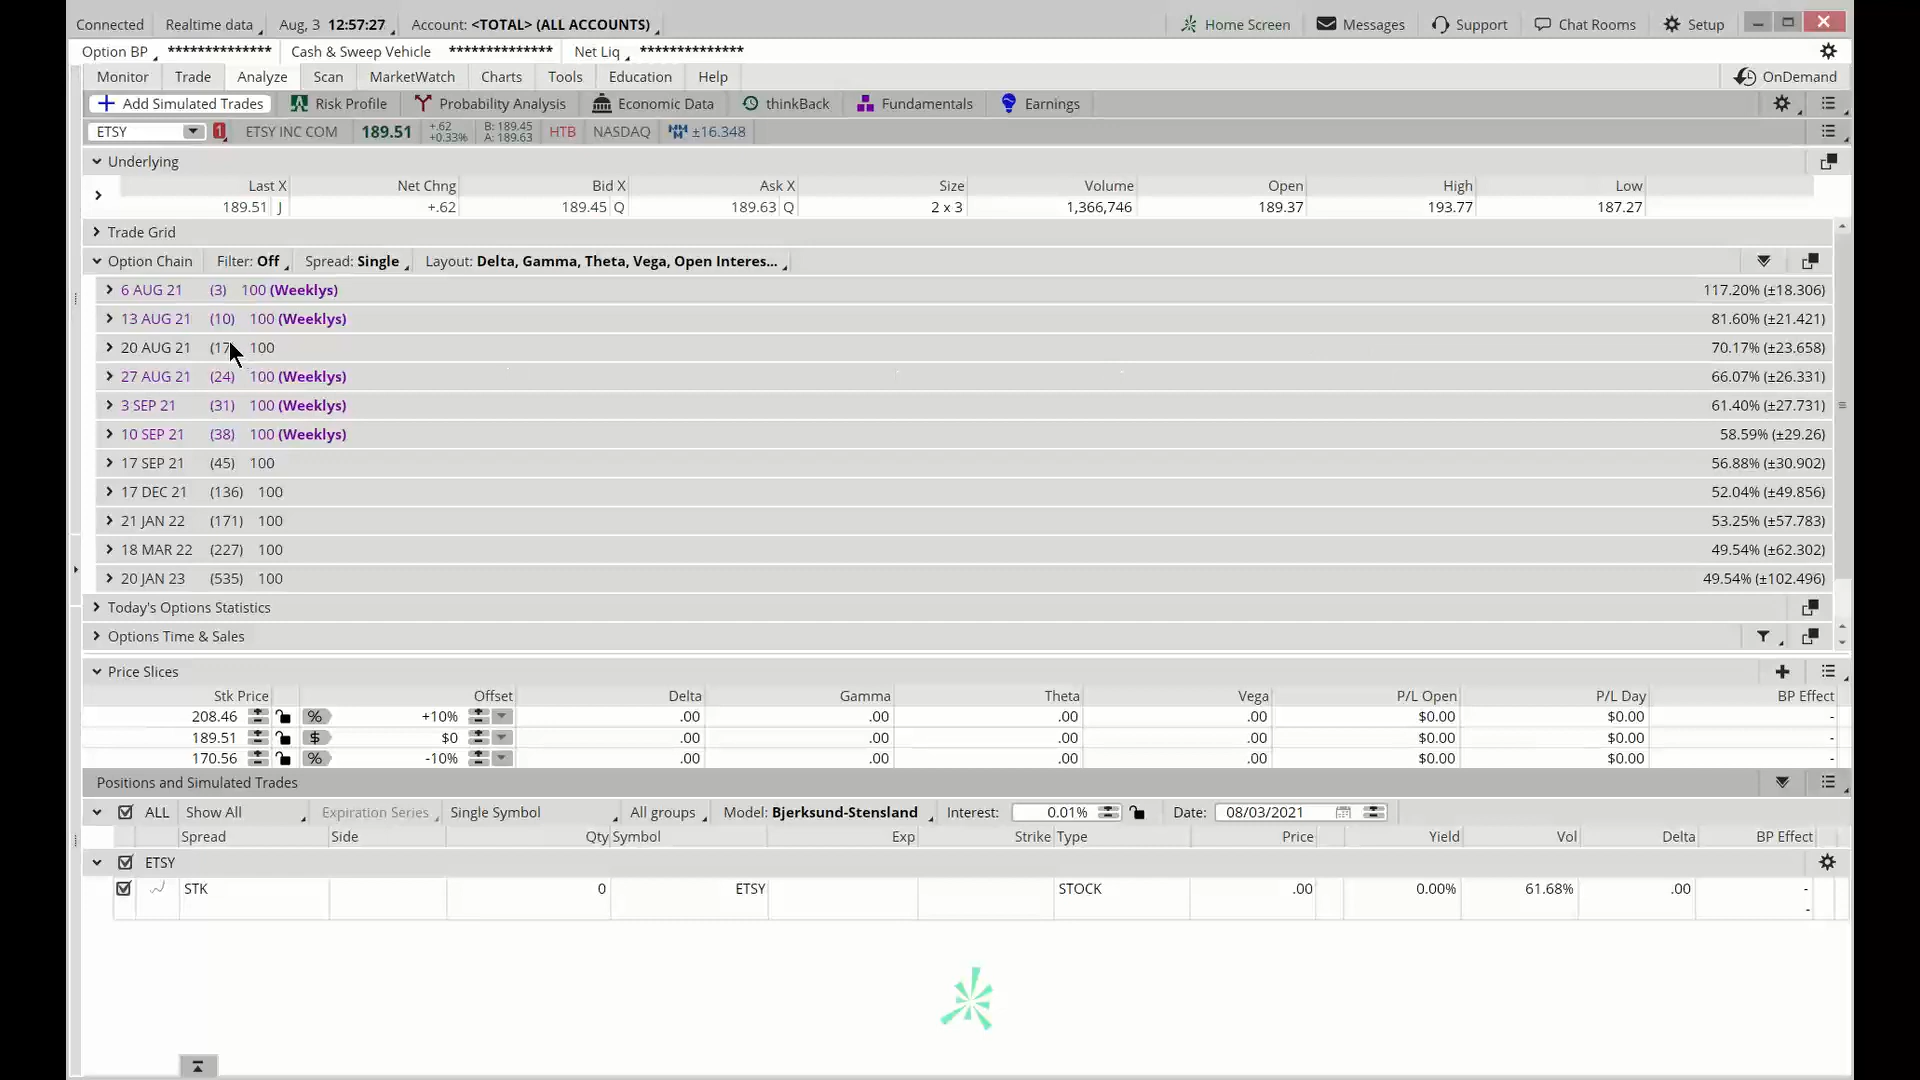 Connected Realtime data Aug, 3 12:57:27 Account: <TOTAL> (ALL ACCOUNTS) Home Screen Messages Support Chat Rooms Setup
Option BP ************** Cash & Sweep Vehicle ************** Net Liq **************
Monitor Trade Analyze Scan MarketWatch Charts Tools Education Help OnDemand
Add Simulated Trades Risk Profile Probability Analysis Economic Data thinkBack Fundamentals Earnings
ETSY 1 ETSY INC COM 189.51 +.62 +0.33% B: 189.45 A: 189.63 HTB NASDAQ MM ±16.348
Underlying
Last X Net Chng Bid X Ask X Size Volume Open High Low
189.51 J +.62 189.45 Q 189.63 Q 2 x 3 1,366,746 189.37 193.77 187.27
Trade Grid
Option Chain Filter: Off Spread: Single Layout: Delta, Gamma, Theta, Vega, Open Interes...
6 AUG 21 (3) 100 (Weeklys) 117.20% (±18.306)
13 AUG 21 (10) 100 (Weeklys) 81.60% (±21.421)
20 AUG 21 (17 100 70.17% (±23.658)
27 AUG 21 (24) 100 (Weeklys) 66.07% (±26.331)
3 SEP 21 (31) 100 (Weeklys) 61.40% (±27.731)
10 SEP 21 (38) 100 (Weeklys) 58.59% (±29.26)
17 SEP 21 (45) 100 56.88% (±30.902)
17 DEC 21 (136) 100 52.04% (±49.856)
21 JAN 22 (171) 100 53.25% (±57.783)
18 MAR 22 (227) 100 49.54% (±62.302)
20 JAN 23 (535) 100 49.54% (±102.496)
Today's Options Statistics
Options Time & Sales
Price Slices
Stk Price Offset Delta Gamma Theta Vega P/L Open P/L Day BP Effect
208.46 % +10% .00 .00 .00 .00 $0.00 $0.00 -
189.51 $ $0 .00 .00 .00 .00 $0.00 $0.00 -
170.56 % -10% .00 .00 .00 .00 $0.00 $0.00 -
Positions and Simulated Trades
ALL Show All Expiration Series Single Symbol All groups Model: Bjerksund-Stensland Interest: 0.01% Date: 08/03/2021
Spread Side Qty Symbol Exp Strike Type Price Yield Vol Delta BP Effect
ETSY
STK 0 ETSY STOCK .00 0.00% 61.68% .00 -
-